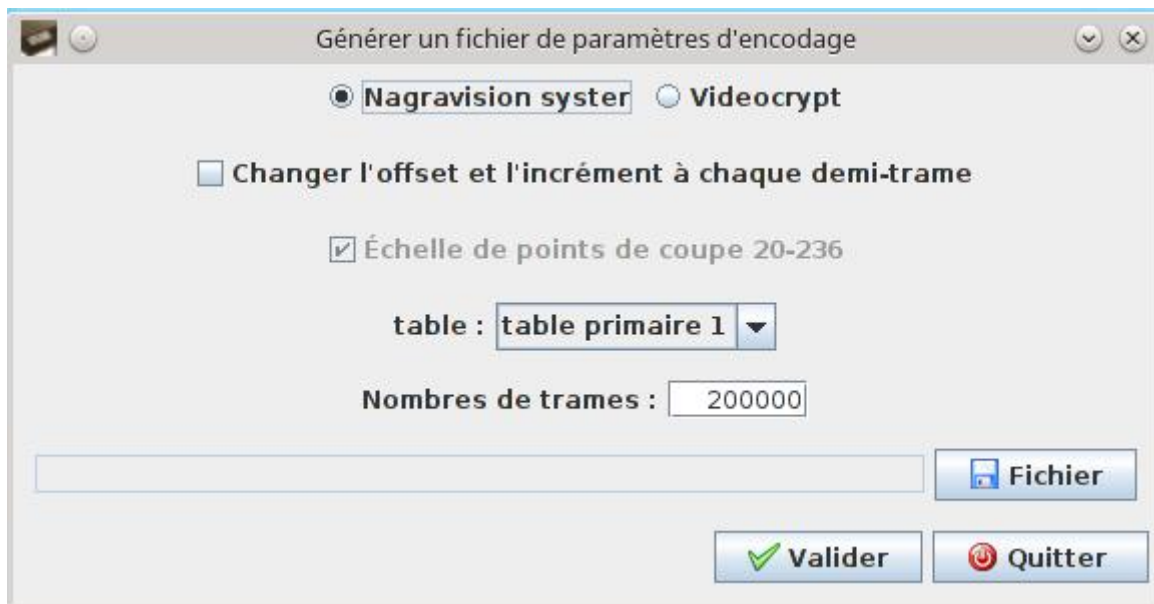 Générer un fichier de paramètres d'encodage
Nagravision syster Videocrypt
Changer l'offset et l'incrément à chaque demi-trame
Échelle de points de coupe 20-236
table : table primaire 1
Nombres de trames : 200000
Fichier
Valider Quitter